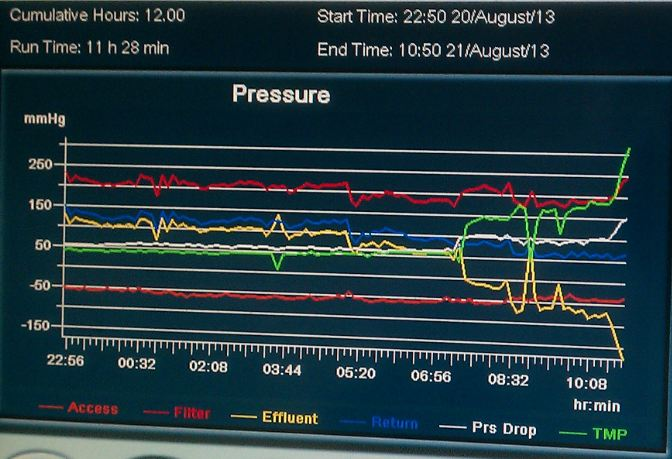 Cumulative Hours: 12.00
Start Time: 22:50 20/August/13
Run Time: 11 h 28 min
End Time: 10:50 21/August/13
Pressure
mmHg
250
150
50
-50
-150
22:56 00:32 02:08 03:44 05:20 06:56 08:32 10:08
hr:min
Access Filter Effluent Return Prs Drop TMP